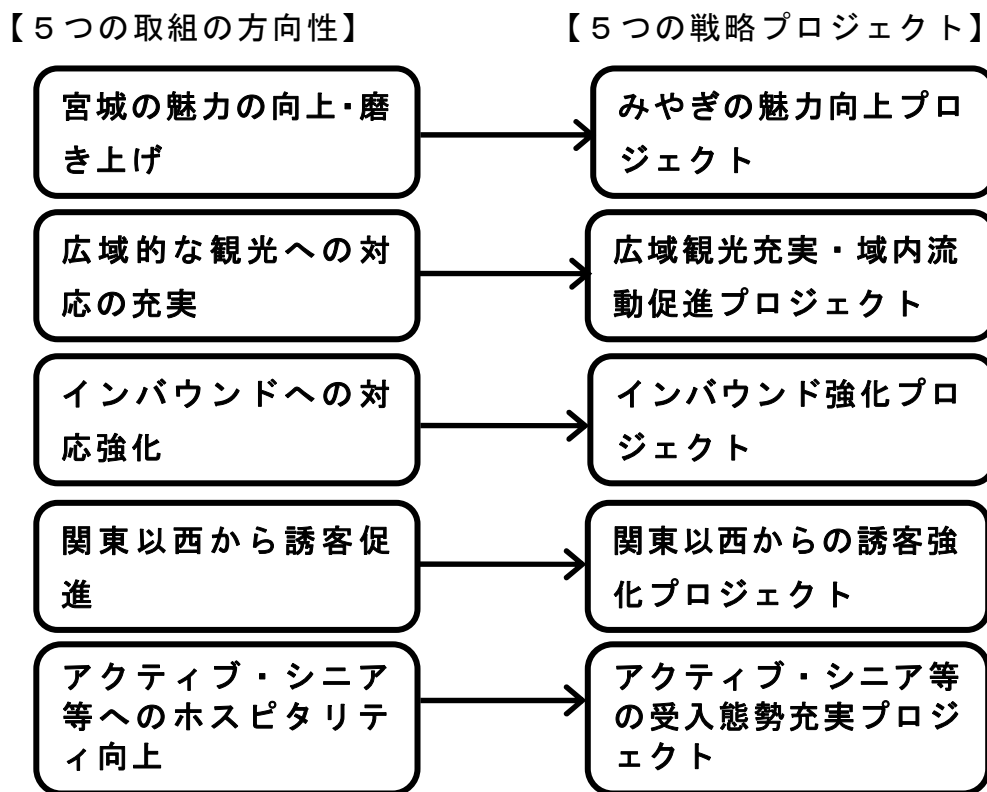 【５つの取組の方向性】
【５つの戦略プロジェクト】
宮城の魅力の向上・磨
き上げ
みやぎの魅力向上プロ
ジェクト
広域的な観光への対
応の充実
広域観光充実・域内流
動促進プロジェクト
インバウンドへの対
応強化
インバウンド強化プロ
ジェクト
関東以西から誘客促
進
関東以西からの誘客強
化プロジェクト
アクティブ・シニア
等へのホスピタリテ
ィ向上
アクティブ・シニア等
の受入態勢充実プロジ
ェクト